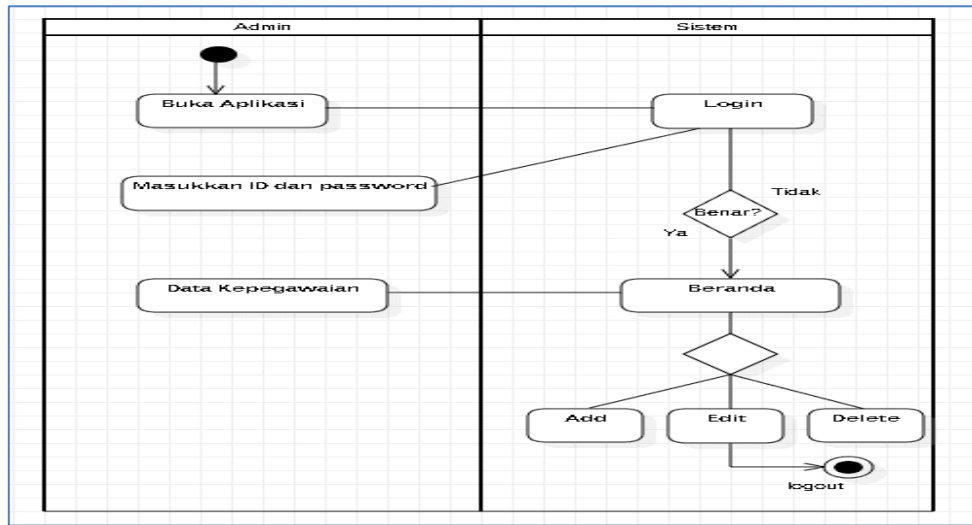 Admin
Sistem
Buka Aplikasi
Login
Masukkan ID dan password
Tidak
Benar?
Ya
Data Kepegawaian
Beranda
Add
Edit
Delete
logout